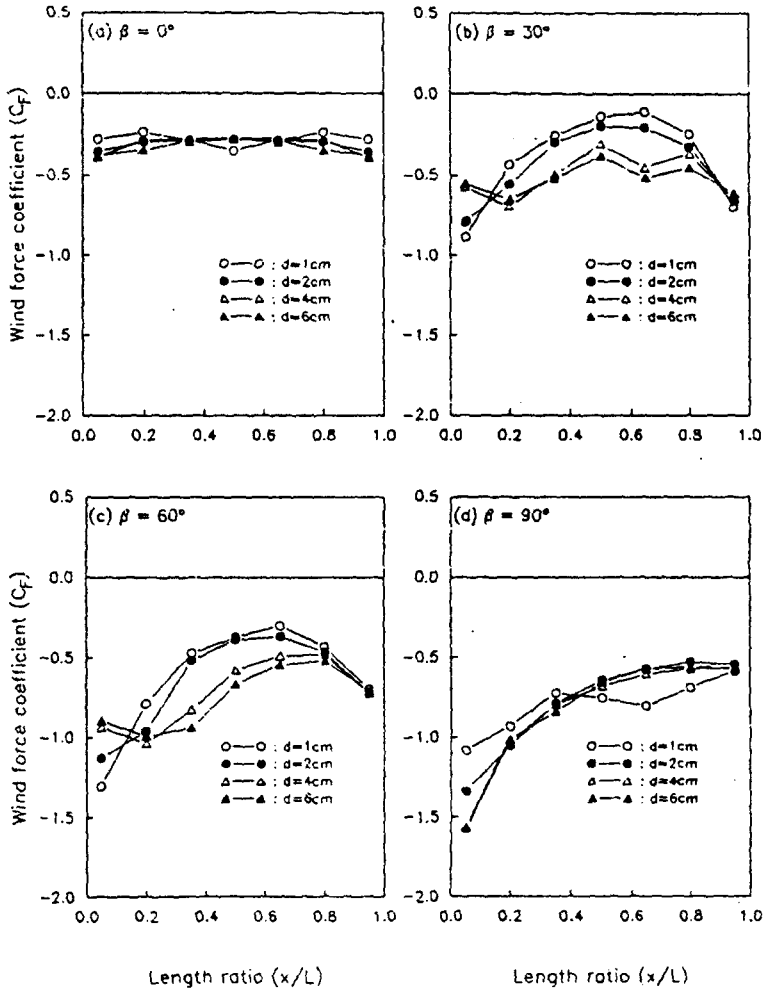 (a) β = 0°
0.5
0.0
-0.5
-1.0
-1.5
-2.0
0.0 0.2 0.4 0.6 0.8 1.0
Wind force coefficient (C_F)
: d=1cm
: d=2cm
: d=4cm
: d=6cm
(b) β = 30°
0.5
0.0
-0.5
-1.0
-1.5
-2.0
0.0 0.2 0.4 0.6 0.8 1.0
: d=1cm
: d=2cm
: d=4cm
: d=6cm
(c) β = 60°
0.5
0.0
-0.5
-1.0
-1.5
-2.0
0.0 0.2 0.4 0.6 0.8 1.0
Wind force coefficient (C_F)
: d=1cm
: d=2cm
: d=4cm
: d=6cm
Length ratio (x/L)
(d) β = 90°
0.5
0.0
-0.5
-1.0
-1.5
-2.0
0.0 0.2 0.4 0.6 0.8 1.0
: d=1cm
: d=2cm
: d=4cm
: d=6cm
Length ratio (x/L)